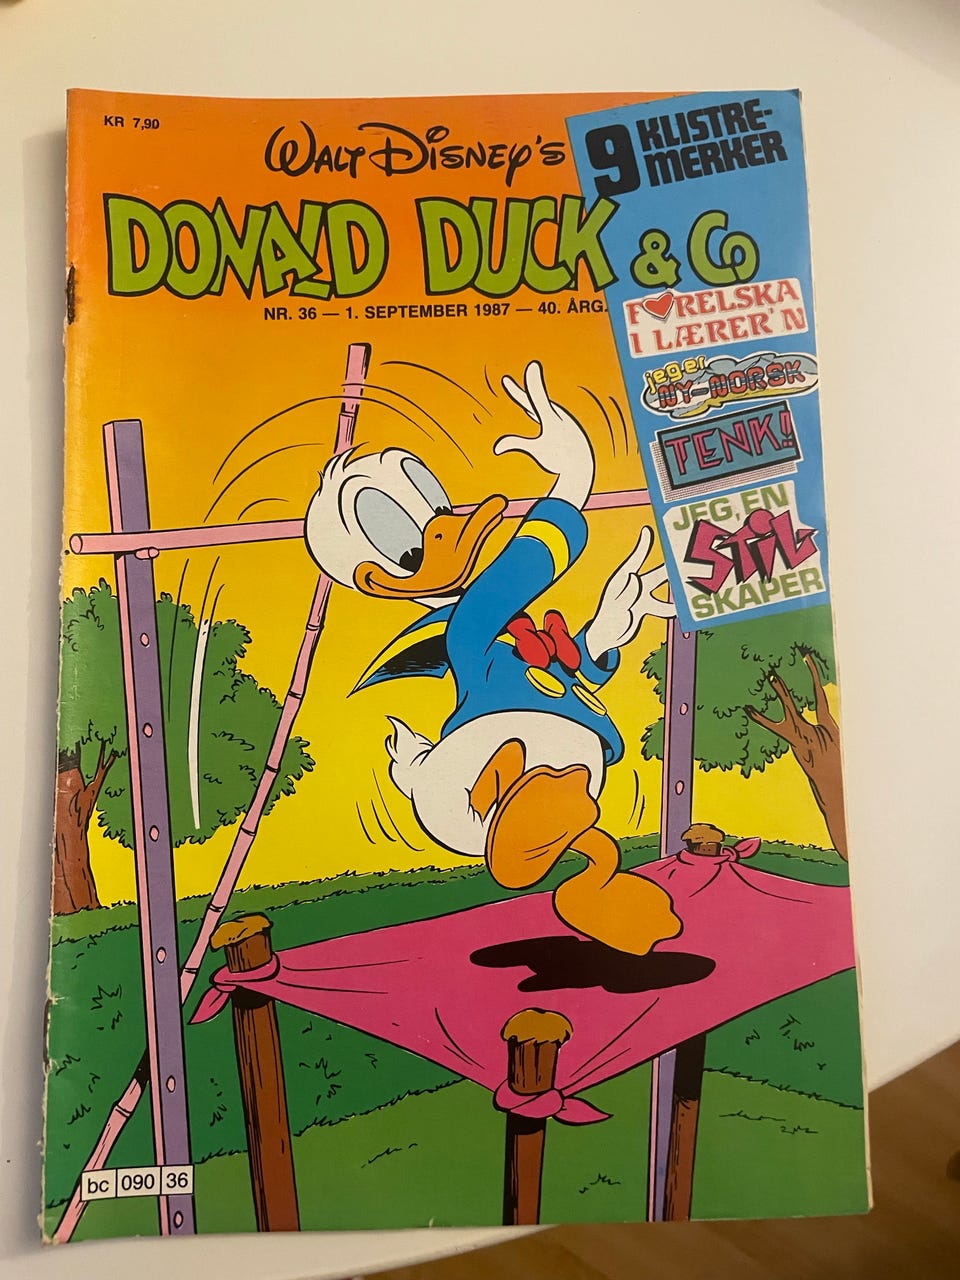 KR 7,90
WALT DISNEY'S
DONALD DUCK & Co
NR. 36 — 1. SEPTEMBER 1987 — 40. ÅRG.
9 KLISTRE-
MERKER
F♥RELSKA
I LÆRER'N
jeg er
NY-NORSK
TENK!
JEG, EN
STIL
SKAPER
bc 090 36